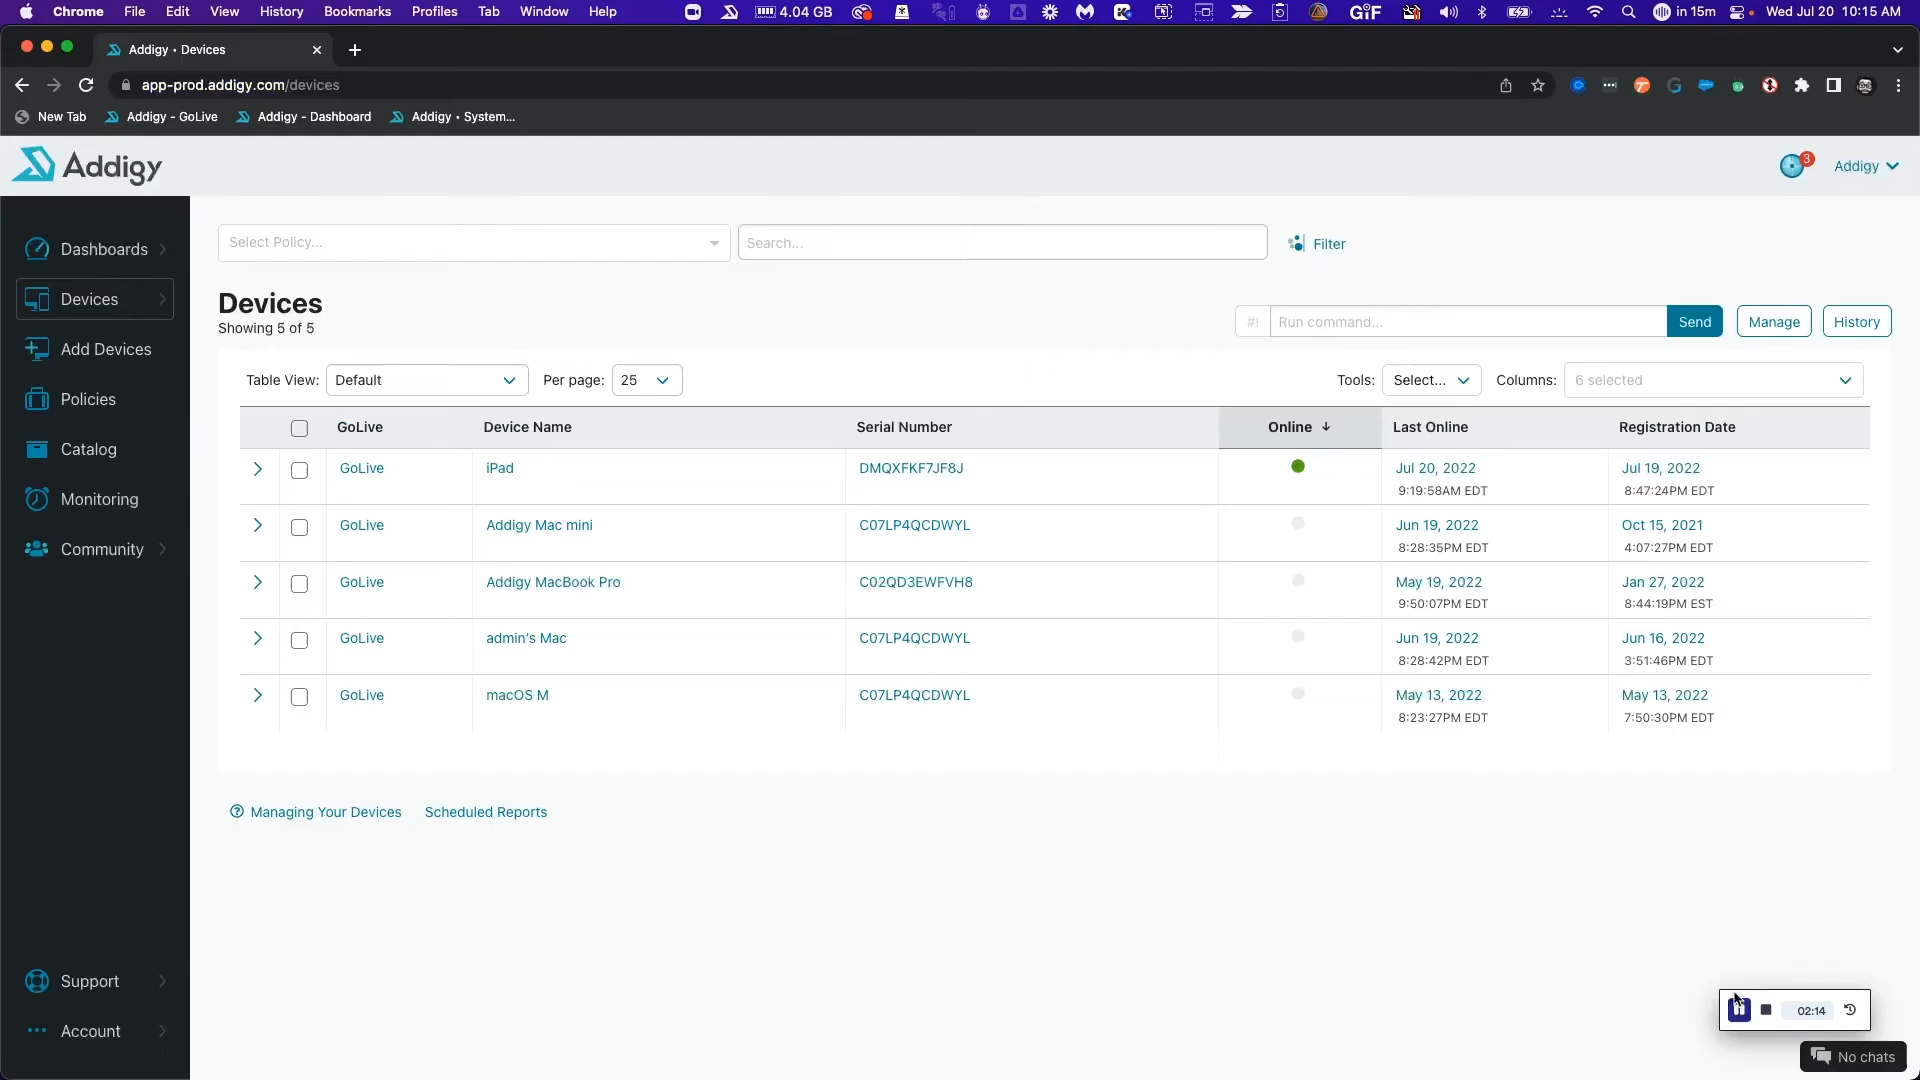 Chrome File Edit View History Bookmarks Profiles Tab Window Help 4.04 GB GIF in 15m Wed Jul 20 10:15 AM
Addigy • Devices
app-prod.addigy.com/devices
New Tab Addigy - GoLive Addigy - Dashboard Addigy • System...
Addigy 3 Addigy
Dashboards
Devices
Add Devices
Policies
Catalog
Monitoring
Community
Support
Account
Select Policy... Search... Filter
Devices
Showing 5 of 5
#! Run command... Send Manage History
Table View: Default Per page: 25 Tools: Select... Columns: 6 selected
GoLive Device Name Serial Number Online Last Online Registration Date
GoLive iPad DMQXFKF7JF8J Jul 20, 2022 Jul 19, 2022
9:19:58AM EDT 8:47:24PM EDT
GoLive Addigy Mac mini C07LP4QCDWYL Jun 19, 2022 Oct 15, 2021
8:28:35PM EDT 4:07:27PM EDT
GoLive Addigy MacBook Pro C02QD3EWFVH8 May 19, 2022 Jan 27, 2022
9:50:07PM EDT 8:44:19PM EST
GoLive admin's Mac C07LP4QCDWYL Jun 19, 2022 Jun 16, 2022
8:28:42PM EDT 3:51:46PM EDT
GoLive macOS M C07LP4QCDWYL May 13, 2022 May 13, 2022
8:23:27PM EDT 7:50:30PM EDT
Managing Your Devices Scheduled Reports
02:14
No chats